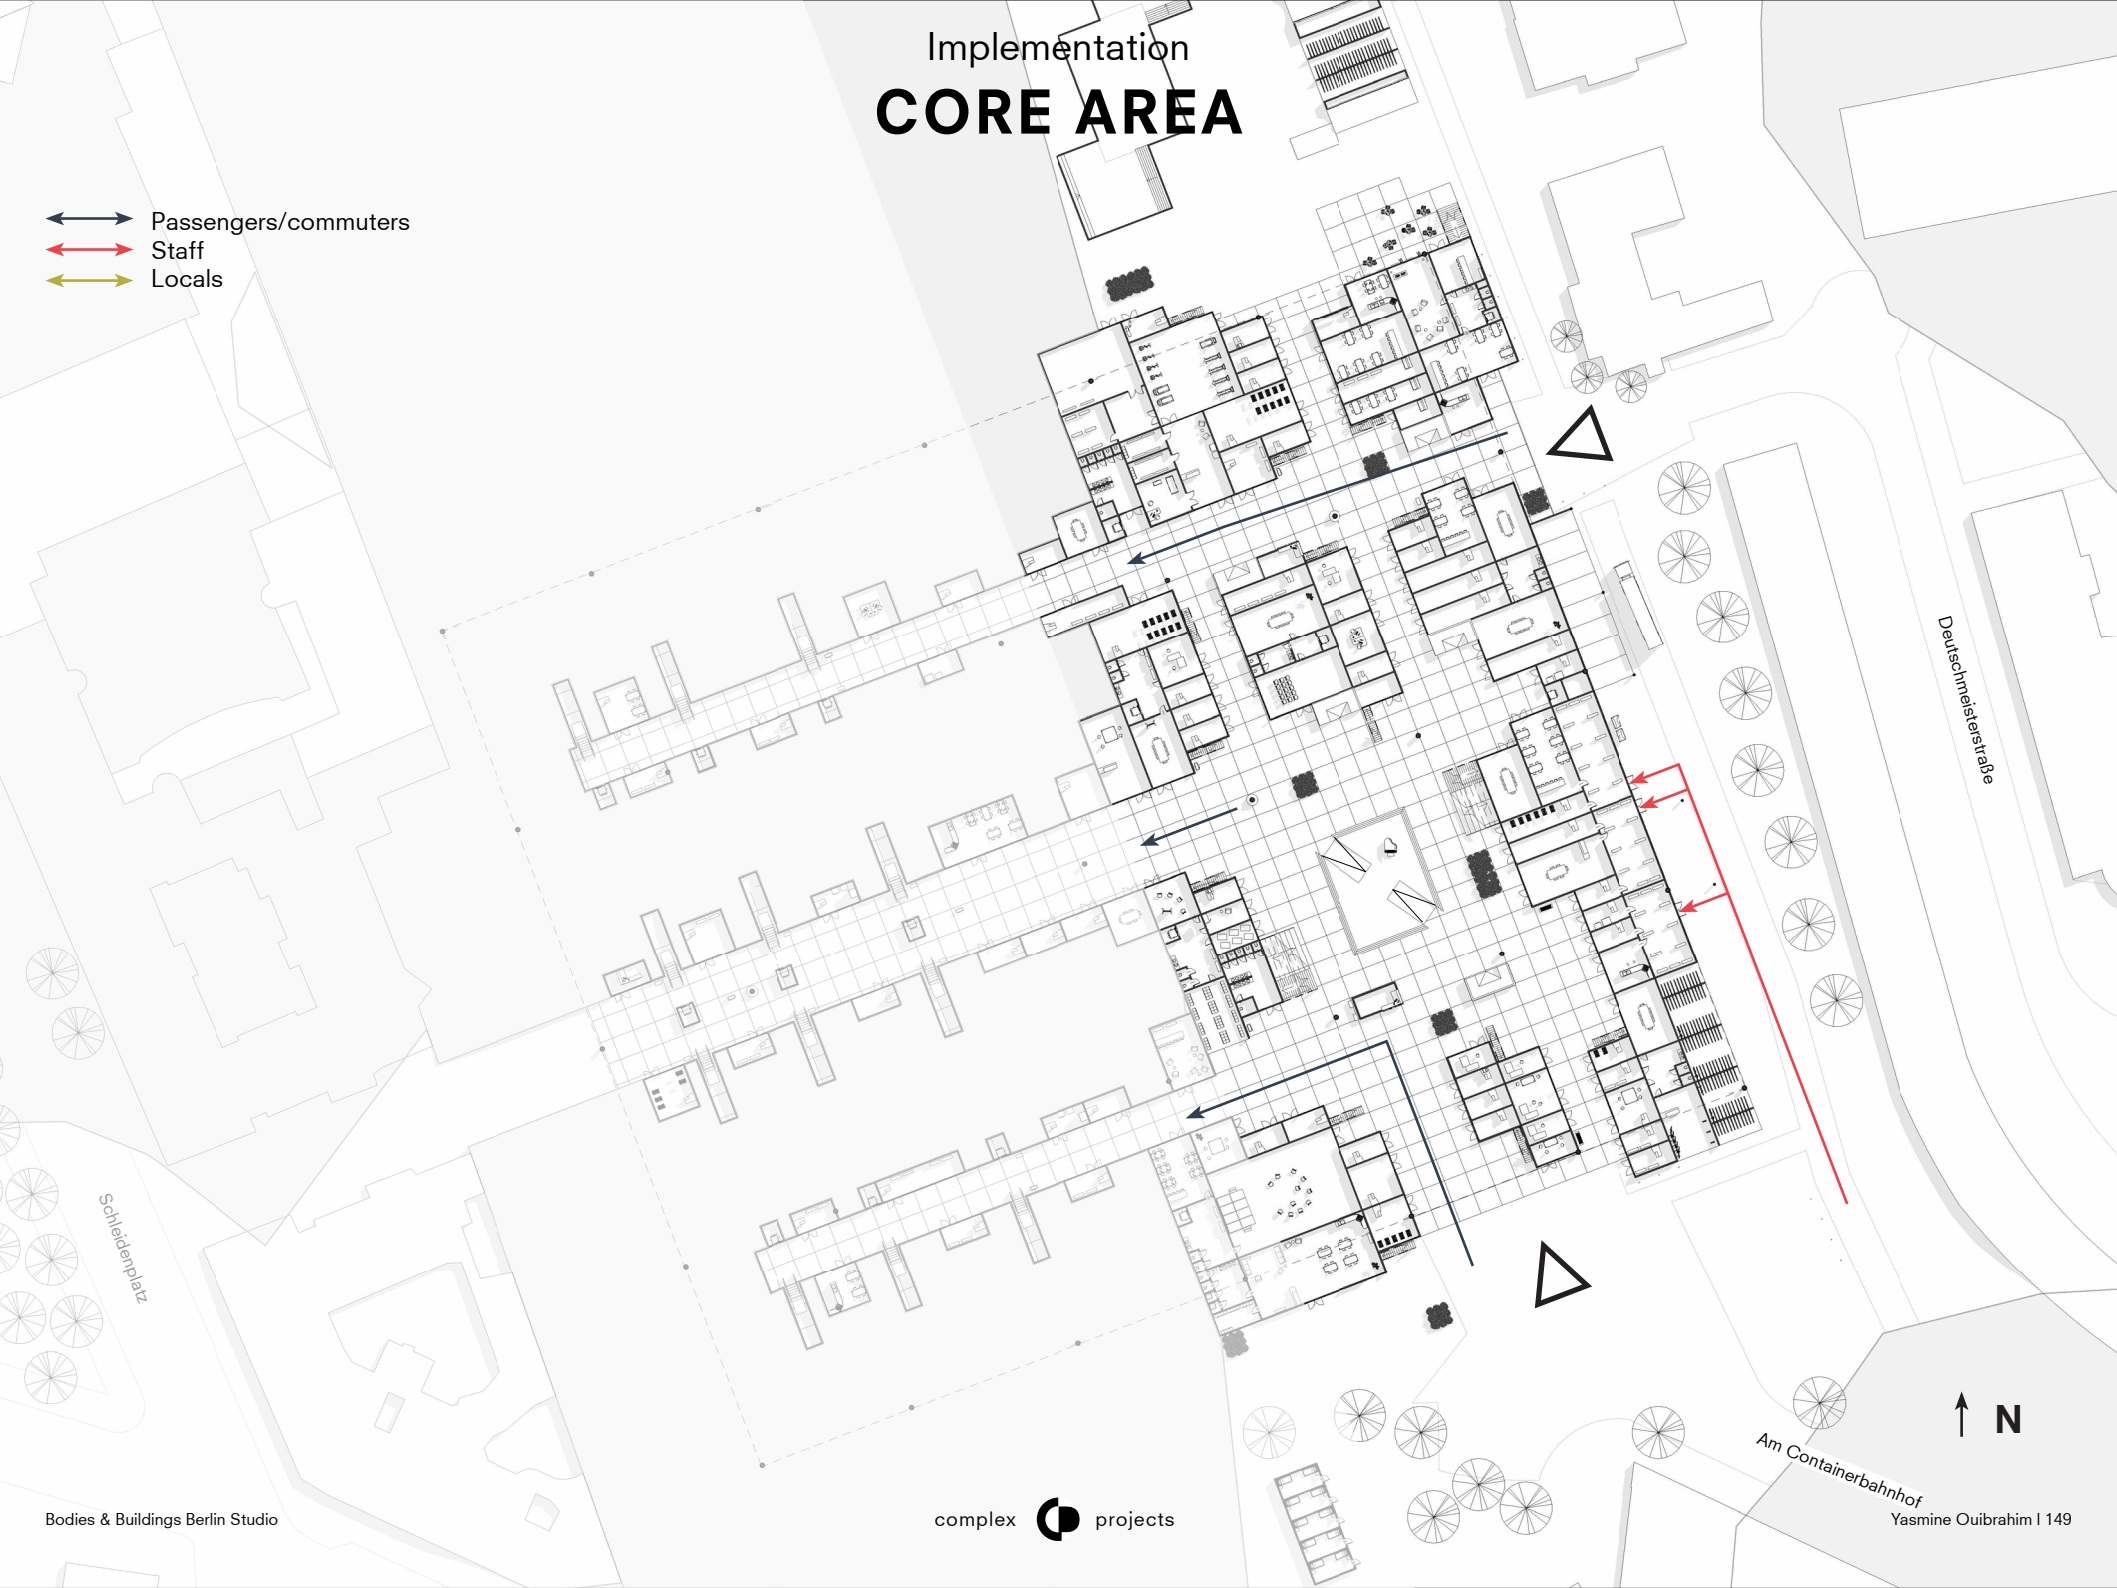 Implementation
CORE AREA
Passengers/commuters
Staff
Locals
Deutschmeisterstraße
Schleidenplatz
N
Am Containerbahnhof
Bodies & Buildings Berlin Studio
complex projects
Yasmine Ouibrahim | 149